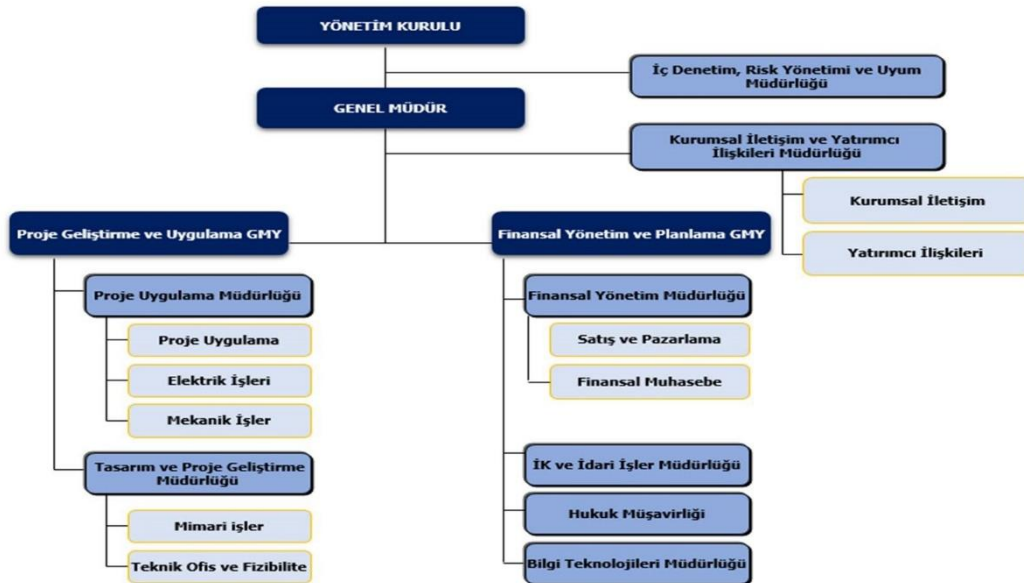 YÖNETİM KURULU
İç Denetim, Risk Yönetimi ve Uyum
Müdürlüğü
GENEL MÜDÜR
Kurumsal İletişim ve Yatırımcı
İlişkileri Müdürlüğü
Kurumsal İletişim
Yatırımcı İlişkileri
Proje Geliştirme ve Uygulama GMY
Proje Uygulama Müdürlüğü
Proje Uygulama
Elektrik İşleri
Mekanik İşler
Tasarım ve Proje Geliştirme
Müdürlüğü
Mimari işler
Teknik Ofis ve Fizibilite
Finansal Yönetim ve Planlama GMY
Finansal Yönetim Müdürlüğü
Satış ve Pazarlama
Finansal Muhasebe
İK ve İdari İşler Müdürlüğü
Hukuk Müşavirliği
Bilgi Teknolojileri Müdürlüğü